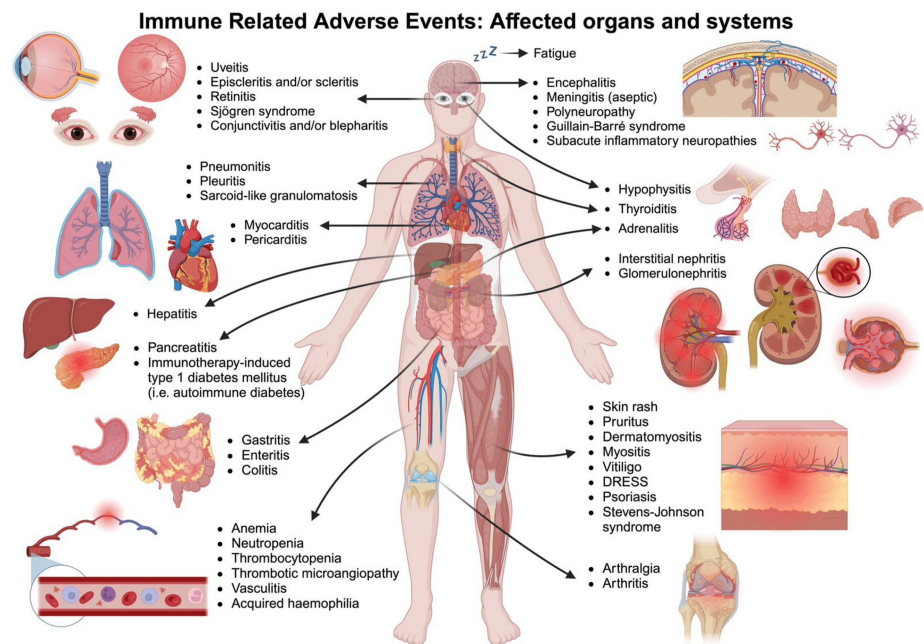 Immune Related Adverse Events: Affected organs and systems
zzZ
Fatigue
• Uveitis
• Episcleritis and/or scleritis
• Retinitis
• Sjögren syndrome
• Conjunctivitis and/or blepharitis
• Encephalitis
• Meningitis (aseptic)
• Polyneuropathy
• Guillain-Barré syndrome
• Subacute inflammatory neuropathies
• Pneumonitis
• Pleuritis
• Sarcoid-like granulomatosis
• Hypophysitis
• Thyroiditis
• Adrenalitis
• Myocarditis
• Pericarditis
• Interstitial nephritis
• Glomerulonephritis
• Hepatitis
• Pancreatitis
• Immunotherapy-induced
type 1 diabetes mellitus
(i.e. autoimmune diabetes)
• Gastritis
• Enteritis
• Colitis
• Skin rash
• Pruritus
• Dermatomyositis
• Myositis
• Vitiligo
• DRESS
• Psoriasis
• Stevens-Johnson
syndrome
• Anemia
• Neutropenia
• Thrombocytopenia
• Thrombotic microangiopathy
• Vasculitis
• Acquired haemophilia
• Arthralgia
• Arthritis